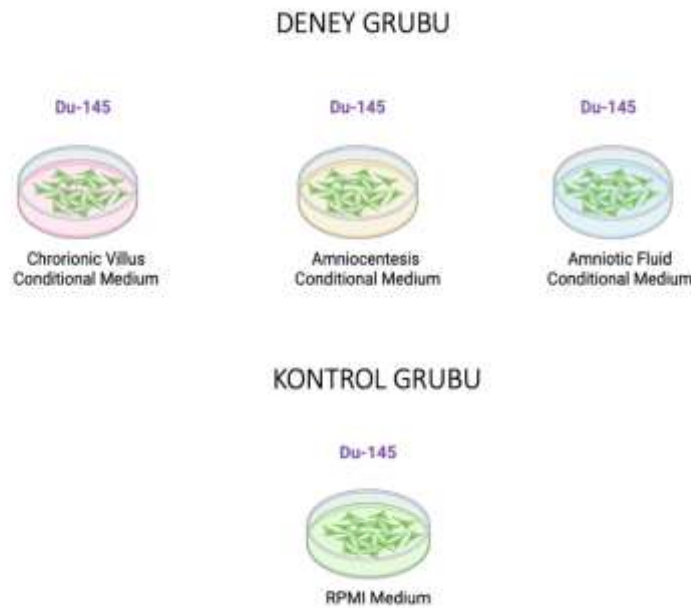 DENEY GRUBU
Du-145
Du-145
Du-145
Chrorionic Villus
Conditional Medium
Amniocentesis
Conditional Medium
Amniotic Fluid
Conditional Medium
KONTROL GRUBU
Du-145
RPMI Medium